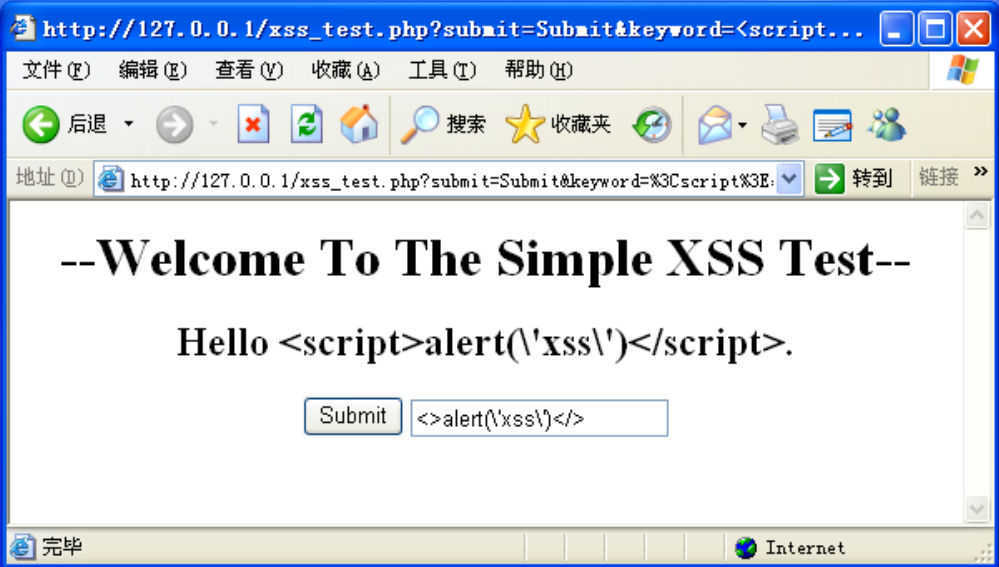 http://127.0.0.1/xss_test.php?submit=Submit&keyword=<script...
文件(F) 编辑(E) 查看(V) 收藏(A) 工具(T) 帮助(H)
后退 搜索 收藏夹
地址(D) http://127.0.0.1/xss_test.php?submit=Submit&keyword=%3Cscript%3E: 转到 链接 »
--Welcome To The Simple XSS Test--
Hello <script>alert(\'xss\')</script>.
Submit <>alert(\'xss\')</>
完毕 Internet